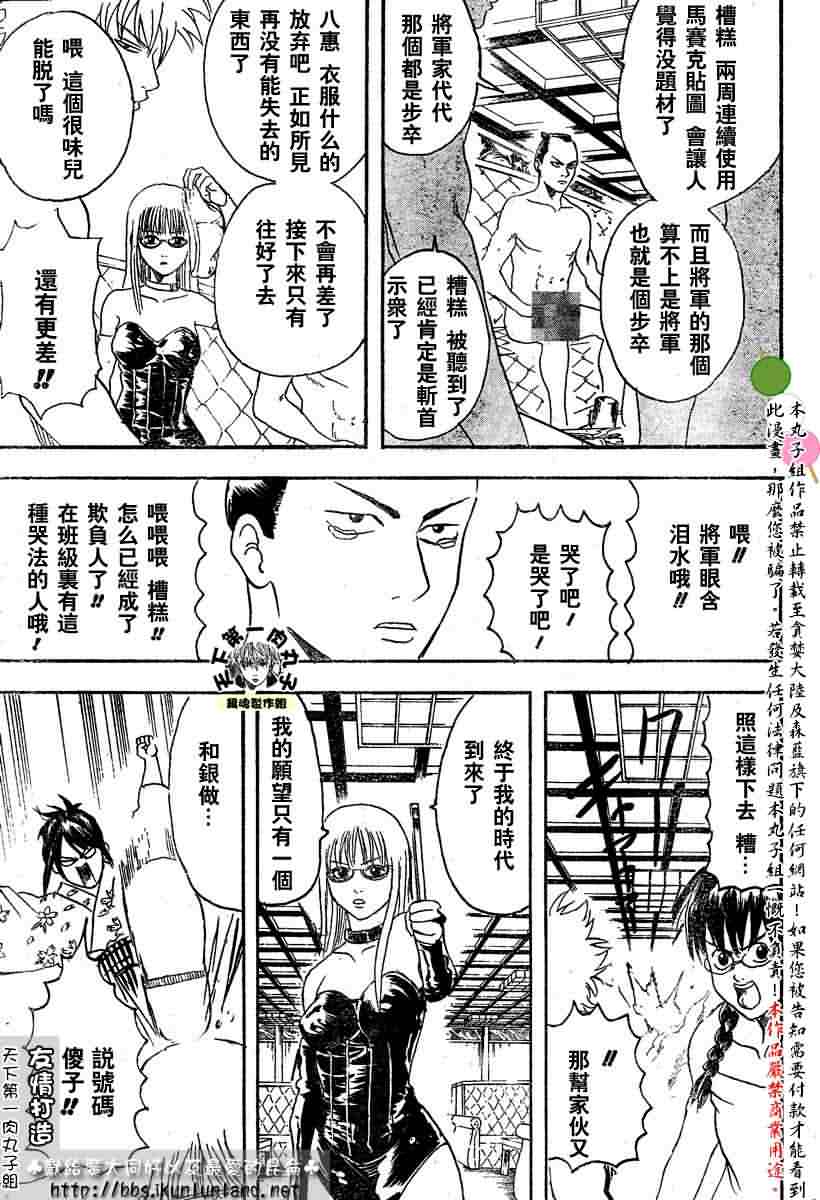 槽糕 兩周連續使用
馬賽克貼圖 會讓人
覺得没題材了
而且將軍的那個
算不上是將軍
也就是個步卒
將軍家代代
那個都是步卒
糟糕 被聽到了
已經肯定是斬首
示衆了
八惠 衣服什么的
放弃吧 正如所見
再没有能失去的
東西了
不會再差了
接下來只有
往好了去
喂 這個很味兒
能脱了嗎
還有更差!!
喂!!
將軍眼含
泪水哦!!
哭了吧!
是哭了吧!
喂喂喂 槽糕!!
怎么已經成了
欺負人了!!
在班級裏有這
種哭法的人哦!
天下第一肉丸子
銀魂製作組
照這樣下去 糟…
!!
那幫家伙又
終于我的時代
到來了
我的願望只有一個
和銀做…
説號碼
傻子!!
本丸子組作品禁止轉載至貪婪大陸及森藍旗下的任何網站!如果您被告知需要付款才能看到
此漫畫,那麼您被騙了。若發生任何法律問題本丸子組一概不負責!本作品嚴禁商業用途。
友情打造
天下第一肉丸子組
http://bbs.ikunlunland.net